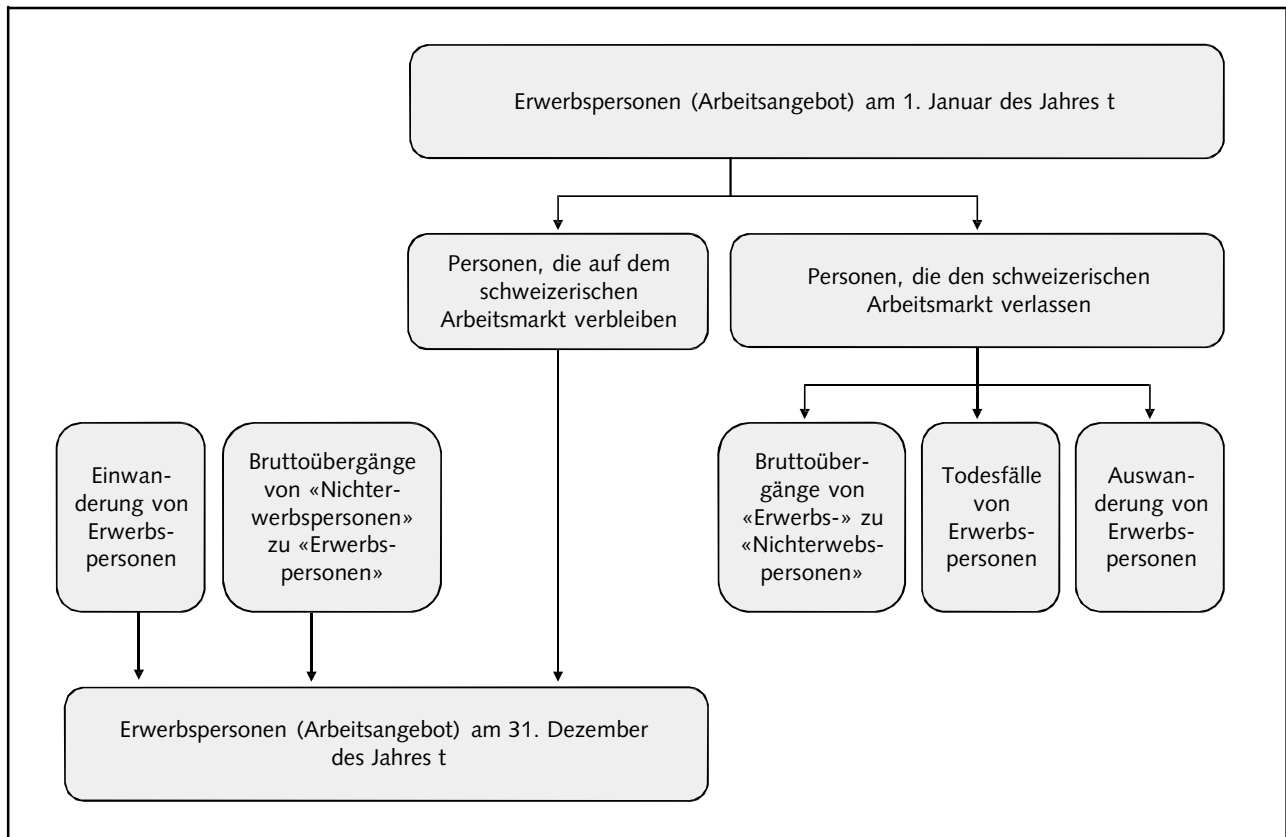 Erwerbspersonen (Arbeitsangebot) am 1. Januar des Jahres t
Personen, die auf dem
schweizerischen
Arbeitsmarkt verbleiben
Personen, die den schweizerischen
Arbeitsmarkt verlassen
Einwan-
derung von
Erwerbs-
personen
Bruttoübergänge
von «Nichter-
werbspersonen»
zu «Erwerbs-
personen»
Bruttoüber-
gänge von
«Erwerbs-» zu
«Nichterwebs-
personen»
Todesfälle
von
Erwerbs-
personen
Auswan-
derung von
Erwerbs-
personen
Erwerbspersonen (Arbeitsangebot) am 31. Dezember
des Jahres t